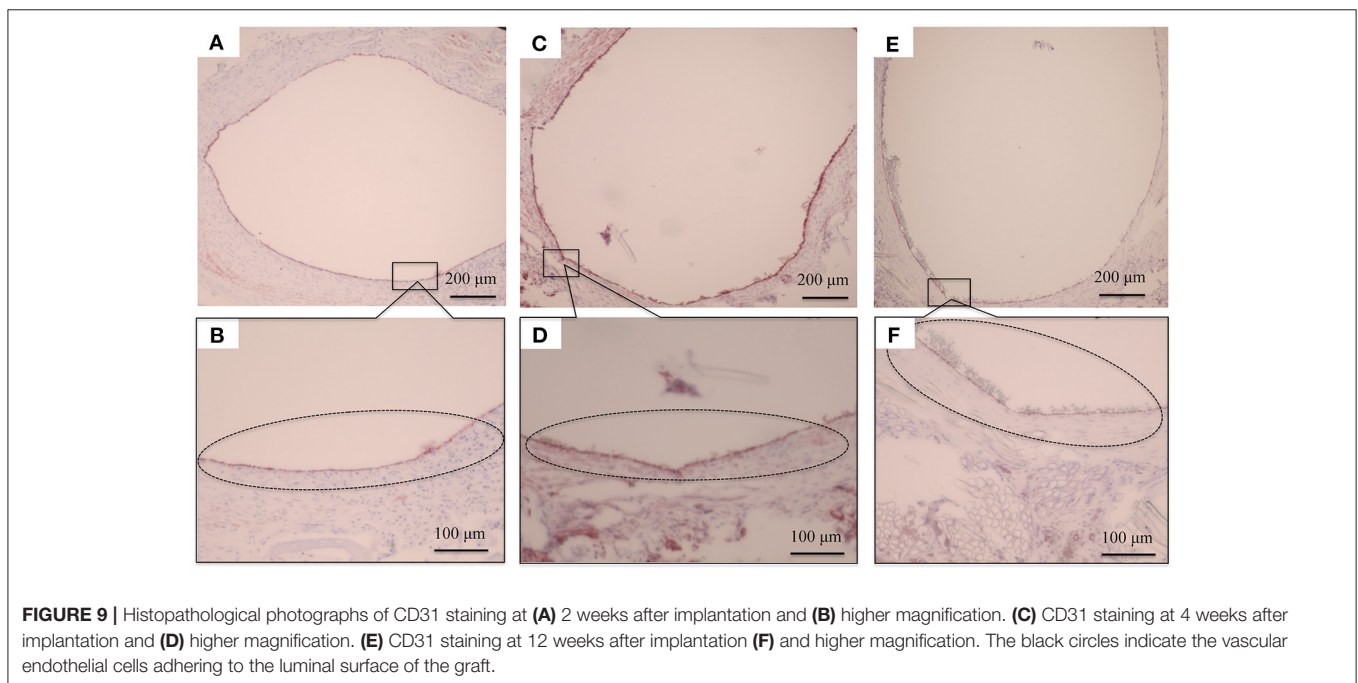 A
C
E
200 μm
200 μm
200 μm
B
D
F
100 μm
100 μm
100 μm
FIGURE 9 | Histopathological photographs of CD31 staining at (A) 2 weeks after implantation and (B) higher magnification. (C) CD31 staining at 4 weeks after
implantation and (D) higher magnification. (E) CD31 staining at 12 weeks after implantation (F) and higher magnification. The black circles indicate the vascular
endothelial cells adhering to the luminal surface of the graft.